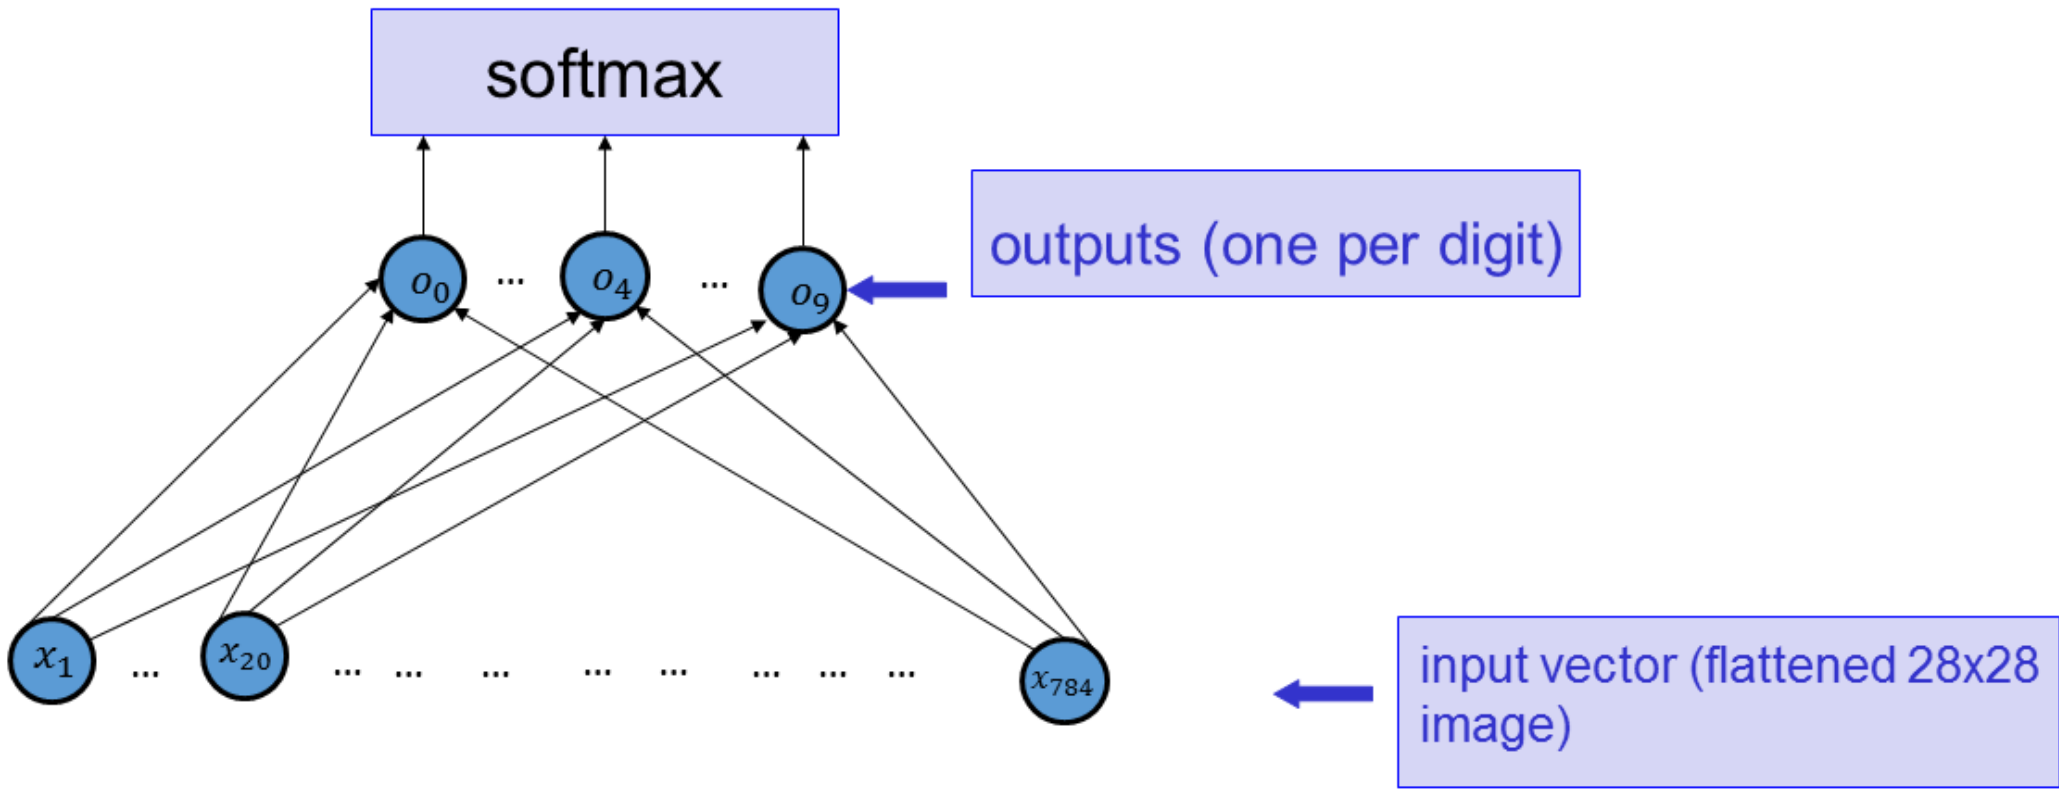 softmax
o₀ ... o₄ ... o₉
outputs (one per digit)
x₁ ... x₂₀ ... ... ... ... ... ... ... ... x₇₈₄
input vector (flattened 28x28
image)